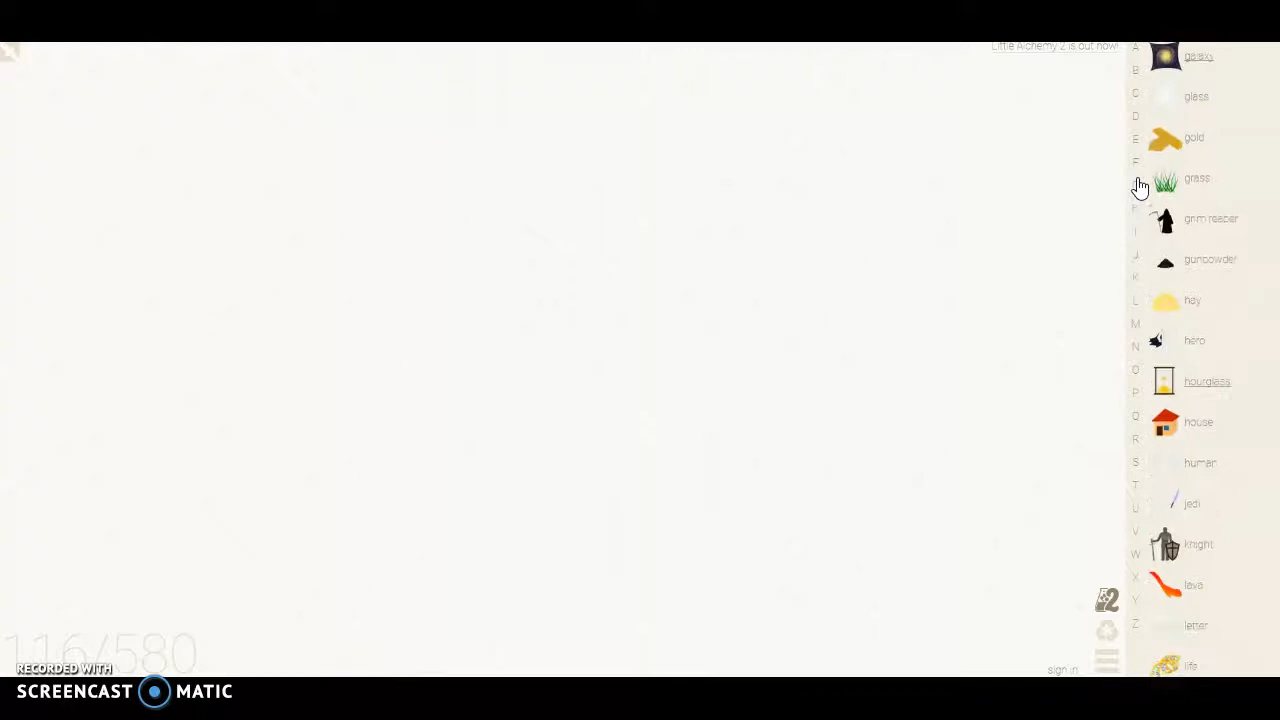 Little Alchemy 2 is out now!
A
B
C
D
E
F
H
I
J
K
L
M
N
O
P
Q
R
S
T
U
V
W
X
Y
Z
galaxy
glass
gold
grass
grim reaper
gunpowder
hay
hero
hourglass
house
human
jedi
knight
lava
letter
life
2
sign in
116/580
RECORDED WITH
SCREENCAST MATIC